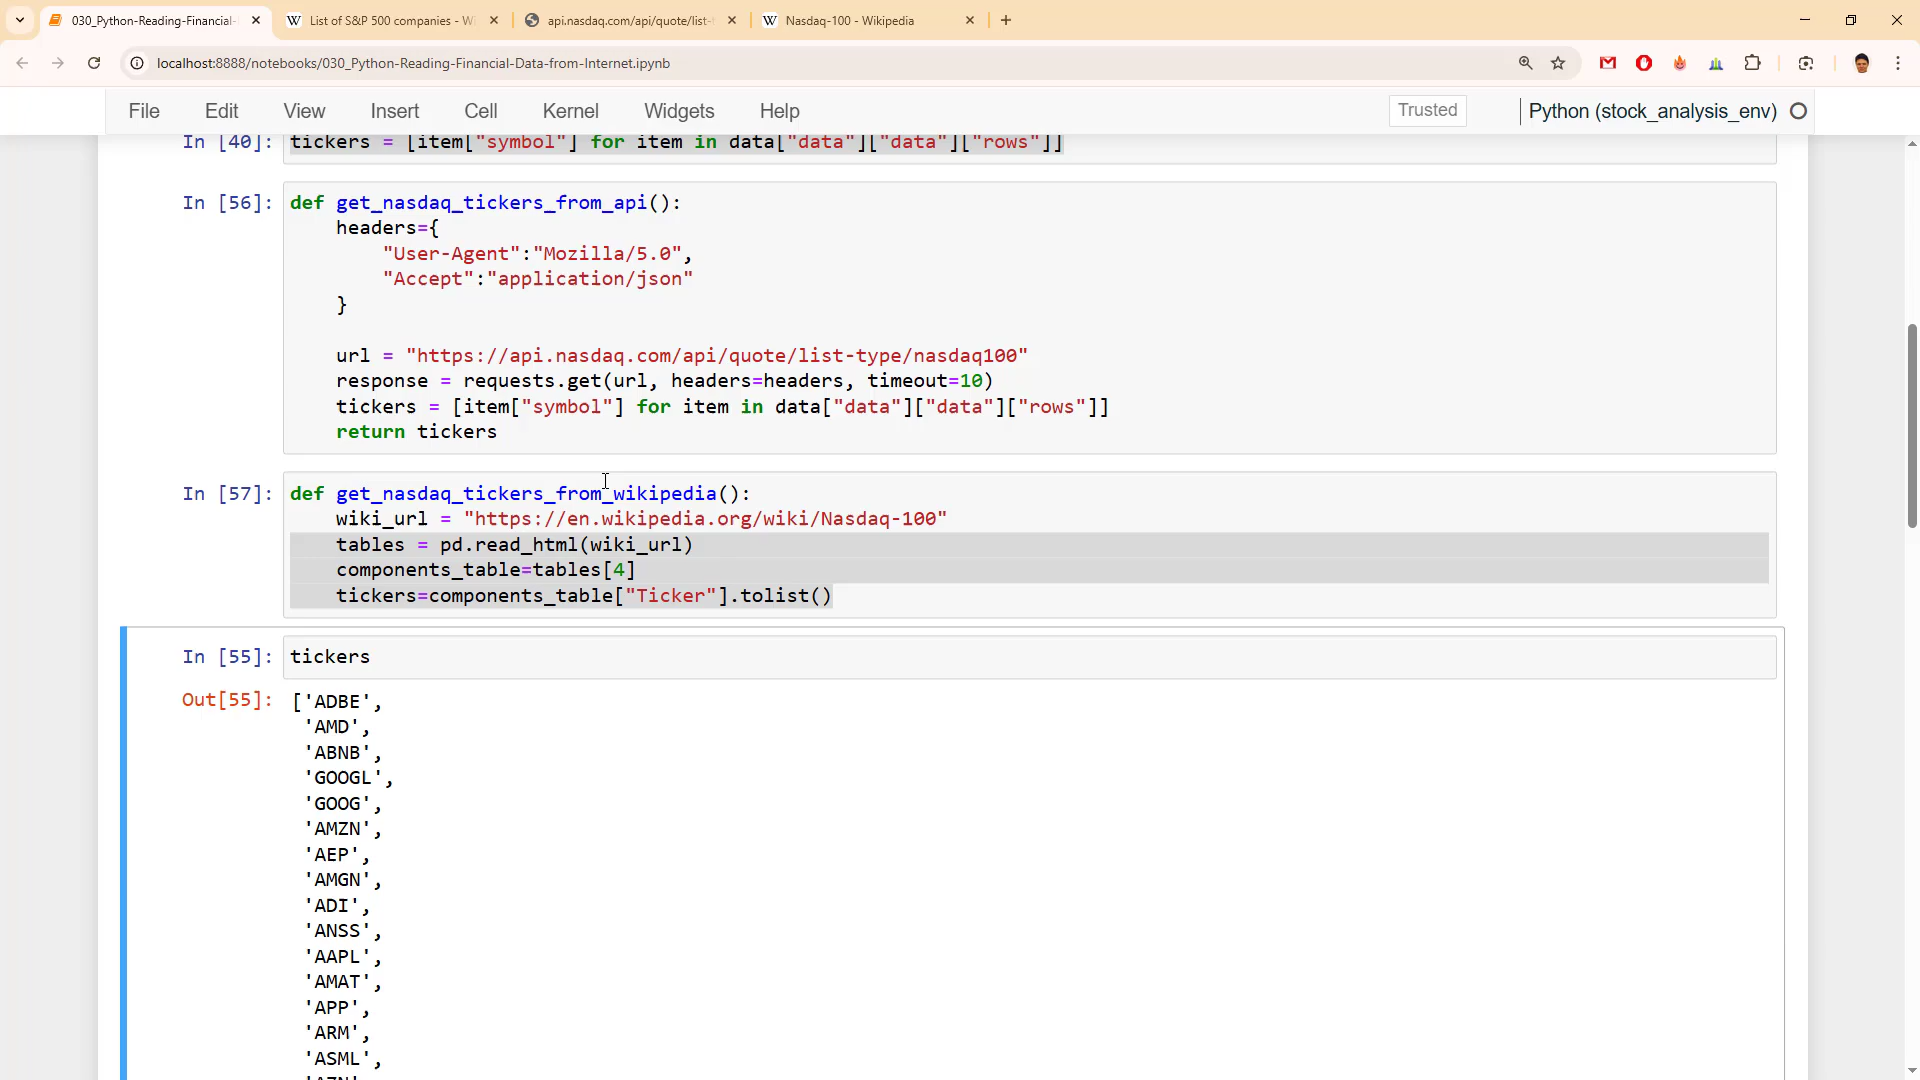 030_Python-Reading-Financial-
List of S&P 500 companies - Wi
api.nasdaq.com/api/quote/list-
Nasdaq-100 - Wikipedia
localhost:8888/notebooks/030_Python-Reading-Financial-Data-from-Internet.ipynb
File Edit View Insert Cell Kernel Widgets Help Trusted Python (stock_analysis_env)
In [40]: tickers = [item["symbol"] for item in data["data"]["data"]["rows"]]
In [56]: def get_nasdaq_tickers_from_api():
headers={
"User-Agent":"Mozilla/5.0",
"Accept":"application/json"
}
url = "https://api.nasdaq.com/api/quote/list-type/nasdaq100"
response = requests.get(url, headers=headers, timeout=10)
tickers = [item["symbol"] for item in data["data"]["data"]["rows"]]
return tickers
In [57]: def get_nasdaq_tickers_from_wikipedia():
wiki_url = "https://en.wikipedia.org/wiki/Nasdaq-100"
tables = pd.read_html(wiki_url)
components_table=tables[4]
tickers=components_table["Ticker"].tolist()
In [55]: tickers
Out[55]: ['ADBE',
'AMD',
'ABNB',
'GOOGL',
'GOOG',
'AMZN',
'AEP',
'AMGN',
'ADI',
'ANSS',
'AAPL',
'AMAT',
'APP',
'ARM',
'ASML',